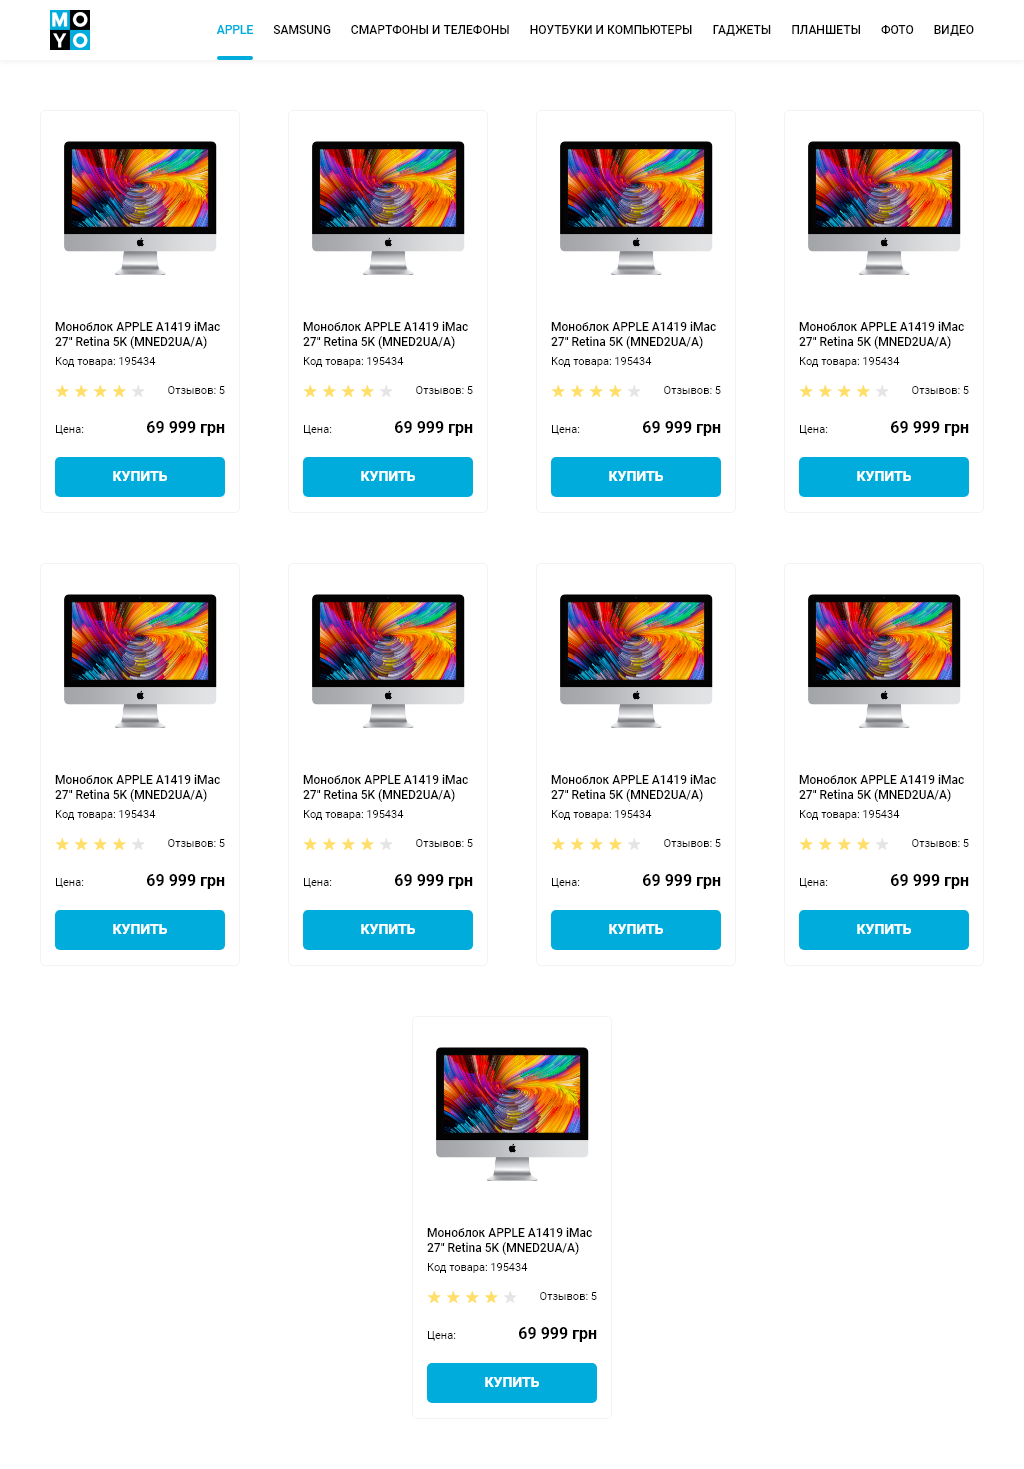 MO
YO
APPLE SAMSUNG СМАРТФОНЫ И ТЕЛЕФОНЫ НОУТБУКИ И КОМПЬЮТЕРЫ ГАДЖЕТЫ ПЛАНШЕТЫ ФОТО ВИДЕО
Моноблок APPLE A1419 iMac
27" Retina 5K (MNED2UA/A)
Код товара: 195434
Отзывов: 5
Цена: 69 999 грн
КУПИТЬ
Моноблок APPLE A1419 iMac
27" Retina 5K (MNED2UA/A)
Код товара: 195434
Отзывов: 5
Цена: 69 999 грн
КУПИТЬ
Моноблок APPLE A1419 iMac
27" Retina 5K (MNED2UA/A)
Код товара: 195434
Отзывов: 5
Цена: 69 999 грн
КУПИТЬ
Моноблок APPLE A1419 iMac
27" Retina 5K (MNED2UA/A)
Код товара: 195434
Отзывов: 5
Цена: 69 999 грн
КУПИТЬ
Моноблок APPLE A1419 iMac
27" Retina 5K (MNED2UA/A)
Код товара: 195434
Отзывов: 5
Цена: 69 999 грн
КУПИТЬ
Моноблок APPLE A1419 iMac
27" Retina 5K (MNED2UA/A)
Код товара: 195434
Отзывов: 5
Цена: 69 999 грн
КУПИТЬ
Моноблок APPLE A1419 iMac
27" Retina 5K (MNED2UA/A)
Код товара: 195434
Отзывов: 5
Цена: 69 999 грн
КУПИТЬ
Моноблок APPLE A1419 iMac
27" Retina 5K (MNED2UA/A)
Код товара: 195434
Отзывов: 5
Цена: 69 999 грн
КУПИТЬ
Моноблок APPLE A1419 iMac
27" Retina 5K (MNED2UA/A)
Код товара: 195434
Отзывов: 5
Цена: 69 999 грн
КУПИТЬ